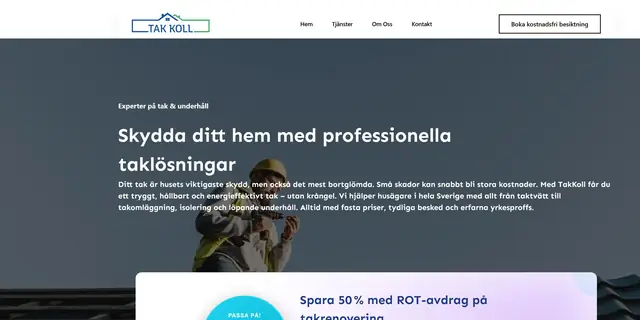 TAK KOLL
Hem
Tjänster
Om Oss
Kontakt
Boka kostnadsfri besiktning
Experter på tak & underhåll
Skydda ditt hem med professionella
taklösningar
Ditt tak är husets viktigaste skydd, men också det mest bortglömda. Små skador kan snabbt bli stora kostnader. Med TakKoll får du
ett tryggt, hållbart och energieffektivt tak – utan krångel. Vi hjälper husägare i hela Sverige med allt från taktvätt till
takomläggning, isolering och löpande underhåll. Alltid med fasta priser, tydliga besked och erfarna yrkesproffs.
PASSA PÅ!
Spara 50 % med ROT-avdrag på
takrenovering